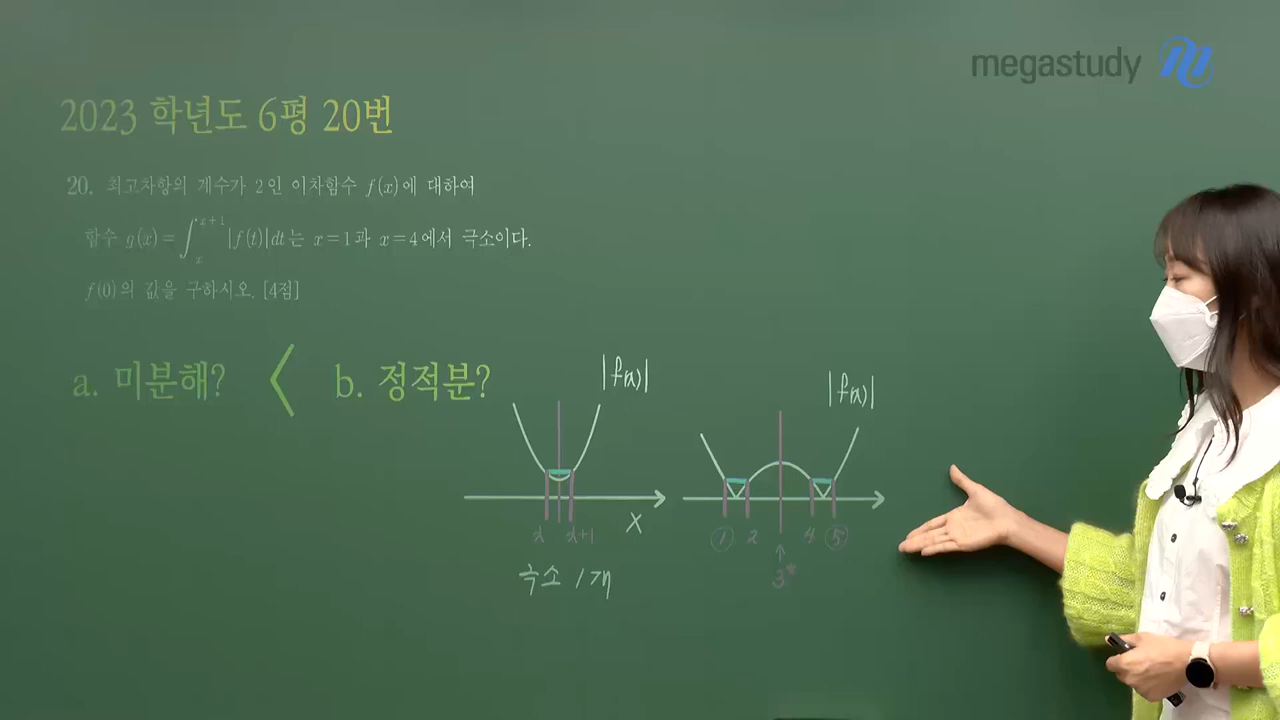 megastudy
2023 학년도 6평 20번
20. 최고차항의 계수가 2인 이차함수 f(x)에 대하여
함수 g(x)=∫ₓˣ⁺¹|f(t)|dt는 x=1과 x=4에서 극소이다.
f(0)의 값을 구하시오. [4점]
a. 미분해? < b. 정적분?
|f(x)| |f(x)|
x x+1 X
① 2 4 ⑤
↑
3*
극소 1개